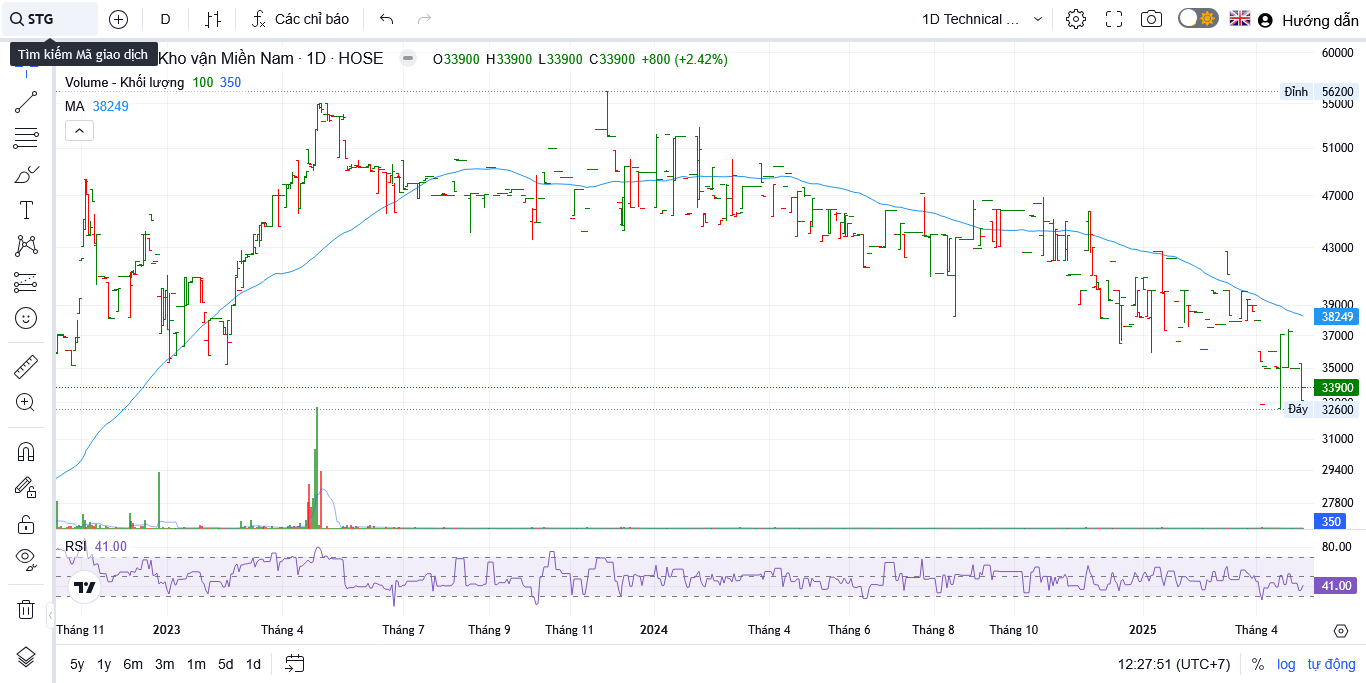 STG
D
Các chỉ báo
1D Technical ...
Hướng dẫn
Tìm kiếm Mã giao dịch
Kho vận Miền Nam · 1D · HOSE
O33900 H33900 L33900 C33900 +800 (+2.42%)
Volume - Khối lượng 100 350
MA 38249
60000
Đỉnh 56200
55000
51000
47000
43000
39000
38249
37000
35000
33900
33000
Đáy 32600
31000
29400
27800
350
RSI 41.00
80.00
41.00
Tháng 11 2023 Tháng 4 Tháng 7 Tháng 9 Tháng 11 2024 Tháng 4 Tháng 6 Tháng 8 Tháng 10 2025 Tháng 4
5y 1y 6m 3m 1m 5d 1d
12:27:51 (UTC+7) % log tự động